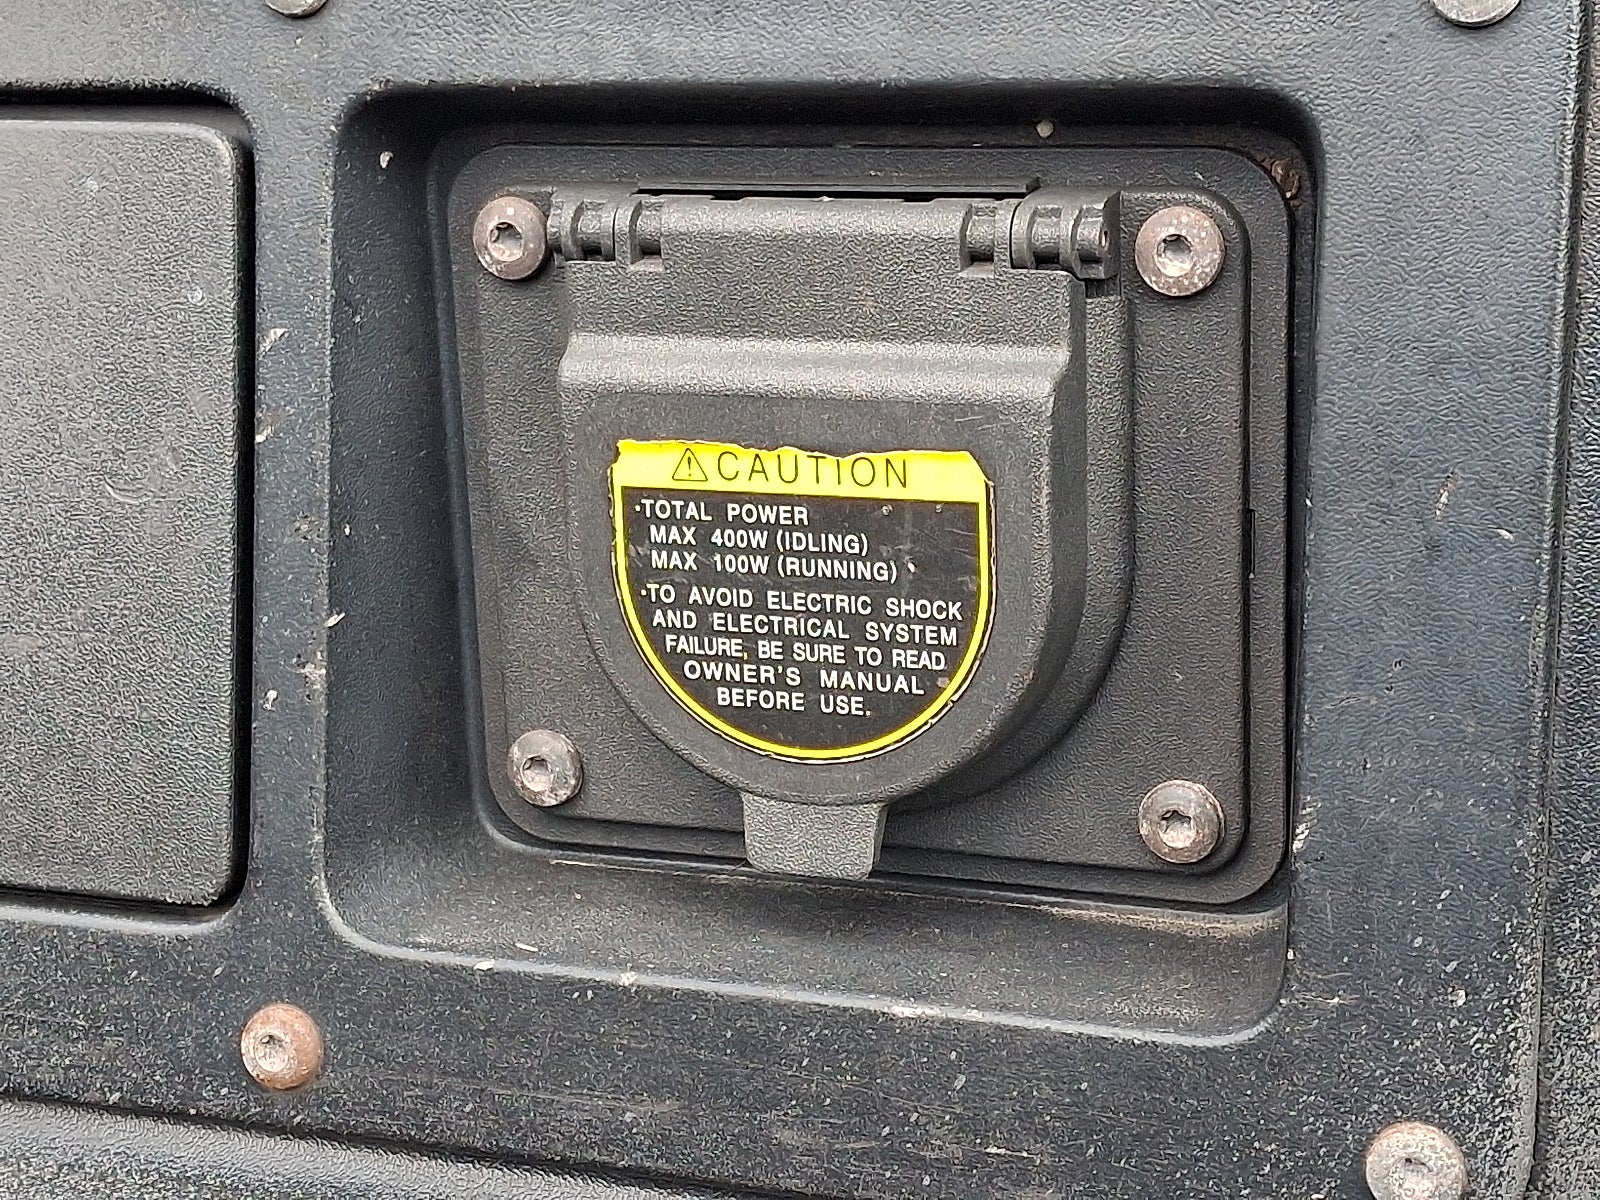 ⚠CAUTION
·TOTAL POWER
MAX 400W (IDLING)
MAX 100W (RUNNING)
·TO AVOID ELECTRIC SHOCK
AND ELECTRICAL SYSTEM
FAILURE, BE SURE TO READ
OWNER'S MANUAL
BEFORE USE.